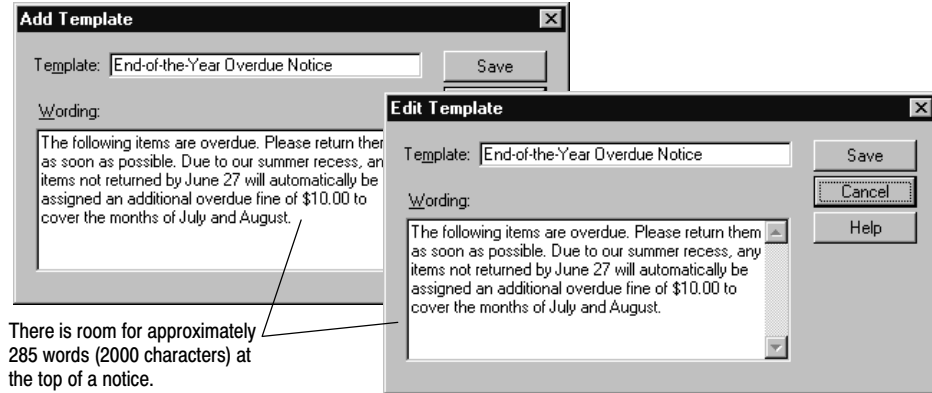 Add Template
Template: End-of-the-Year Overdue Notice
Save
Wording:
The following items are overdue. Please return
as soon as possible. Due to our summer recess,
items not returned by June 27 will automatically be
assigned an additional overdue fine of $10.00 to
cover the months of July and August.
Edit Template
Template: End-of-the-Year Overdue Notice
Save
Cancel
Wording:
Help
The following items are overdue. Please return them
as soon as possible. Due to our summer recess, any
items not returned by June 27 will automatically be
assigned an additional overdue fine of $10.00 to
cover the months of July and August.
There is room for approximately
285 words (2000 characters) at
the top of a notice.